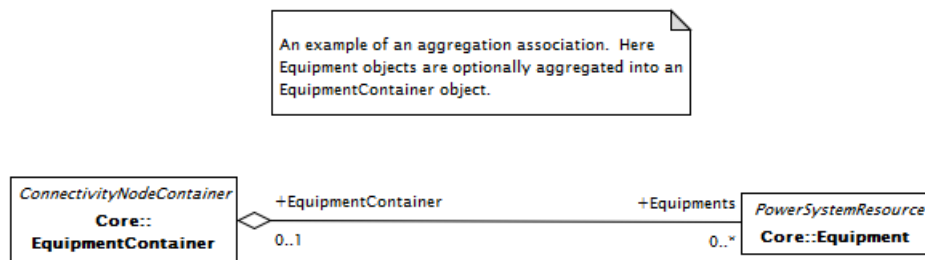 An example of an aggregation association.  Here
Equipment objects are optionally aggregated into an
EquipmentContainer object.
ConnectivityNodeContainer
Core::
EquipmentContainer
+EquipmentContainer
0..1
+Equipments
0..*
PowerSystemResource
Core::Equipment